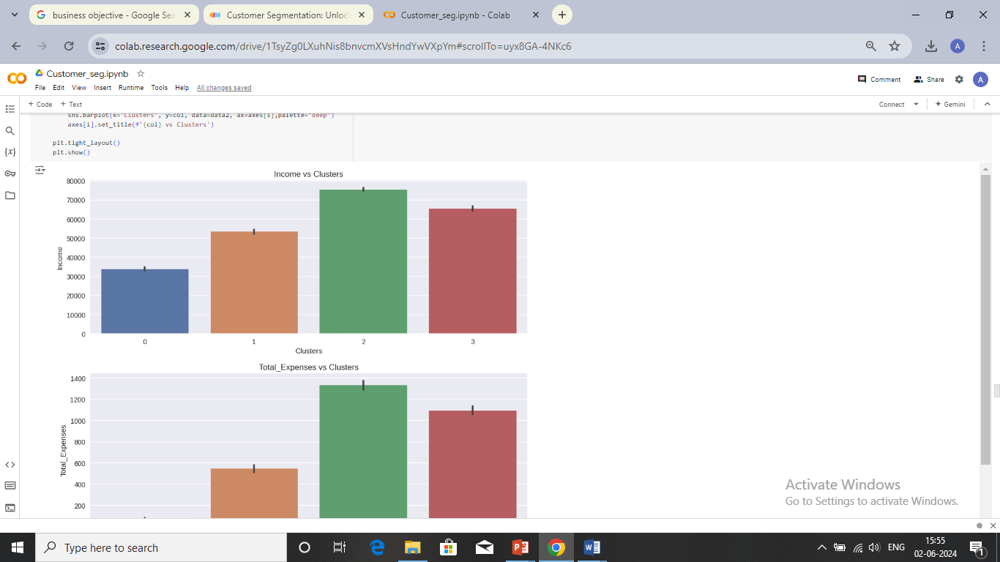 business objective - Google Sea
Customer Segmentation: Unloc
Customer_seg.ipynb - Colab
colab.research.google.com/drive/1TsyZg0LXuhNis8bnvcmXVsHndYwVXpYm#scrollTo=uyx8GA-4NKc6
A
Customer_seg.ipynb
Comment
Share
A
File Edit View Insert Runtime Tools Help All changes saved
+ Code + Text
Connect
Gemini
sns.barplot(x='Clusters', y=col, data=data2, ax=axes[i],palette="deep")
axes[i].set_title(f'{col} vs Clusters')
plt.tight_layout()
plt.show()
{x}
Income vs Clusters
80000
70000
60000
50000
40000
30000
20000
10000
0
Income
0 1 2 3
Clusters
Total_Expenses vs Clusters
1400
1200
1000
800
600
400
200
Total_Expenses
Activate Windows
Go to Settings to activate Windows.
Type here to search
ENG
15:55
02-06-2024
1